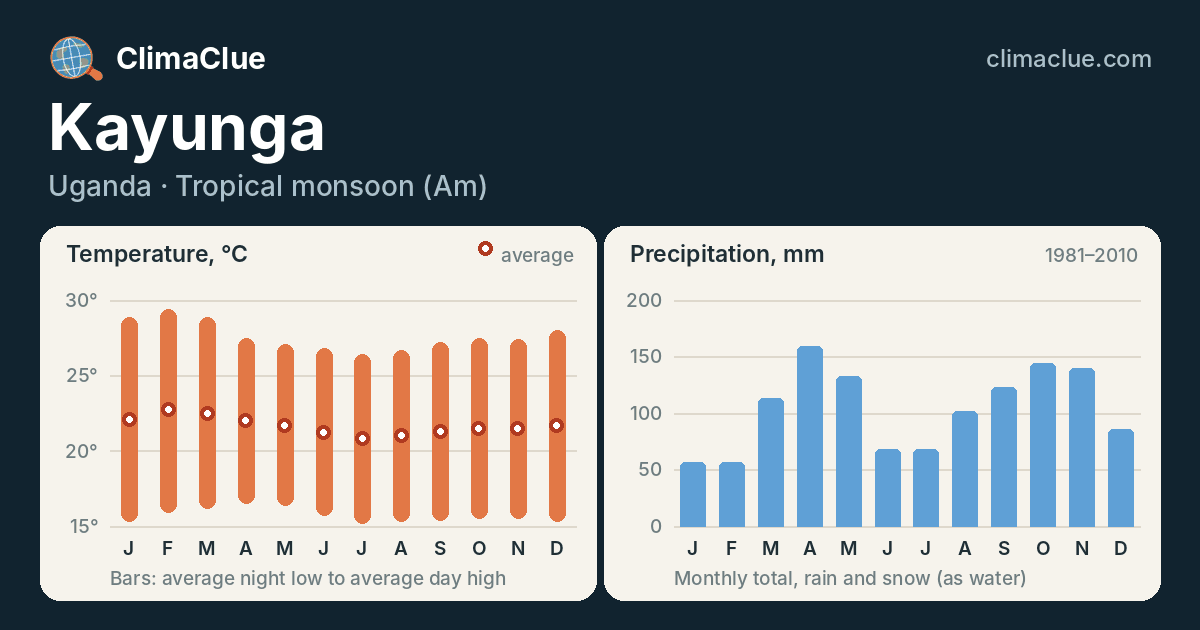 ClimaClue
climaclue.com
Kayunga
Uganda · Tropical monsoon (Am)
Temperature, °C
average
30°
25°
20°
15°
J F M A M J J A S O N D
Bars: average night low to average day high
Precipitation, mm
1981–2010
200
150
100
50
0
J F M A M J J A S O N D
Monthly total, rain and snow (as water)